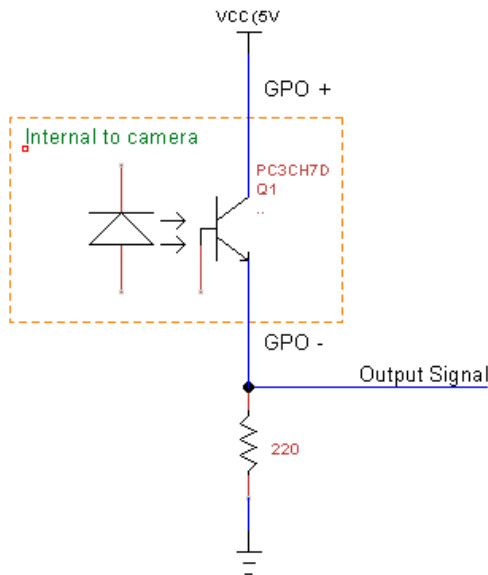 VCC(5V
GPO +
Internal to camera
PC3CH7D
Q1
..
GPO -
Output Signal
220